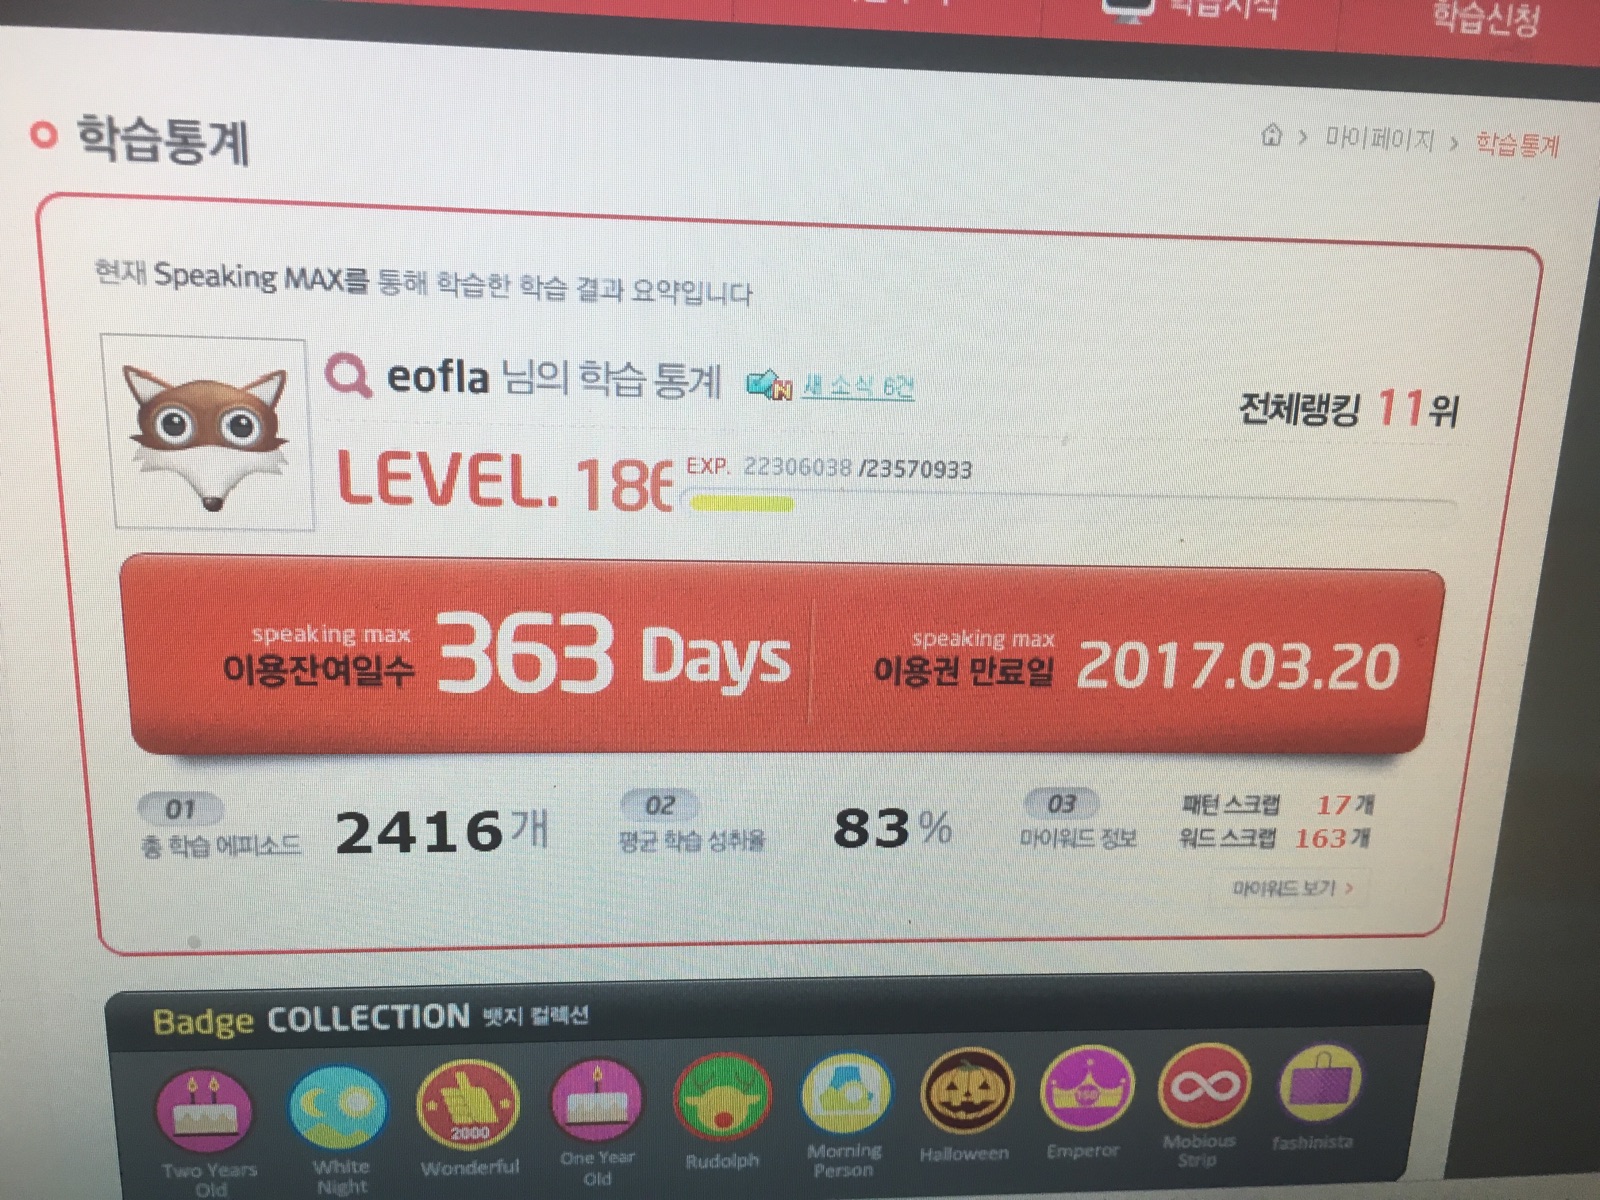 학습지식
학습신청
학습통계
마이페이지 > 학습통계
현재 Speaking MAX를 통해 학습한 학습 결과 요약입니다
eofla 님의 학습 통계
새 소식 6건
전체랭킹 11위
LEVEL. 186
EXP. 22306038 /23570933
speaking max
이용잔여일수 363 Days
speaking max
이용권 만료일 2017.03.20
01
총 학습 에피소드
2416개
02
평균 학습 성취율
83%
03
마이워드 정보
패턴 스크랩 17개
워드 스크랩 163개
마이워드 보기 >
Badge COLLECTION 뱃지 컬렉션
2000
150
Two Years Old
White Night
Wonderful
One Year Old
Rudolph
Morning Person
Halloween
Emperor
Mobious Strip
fashinista